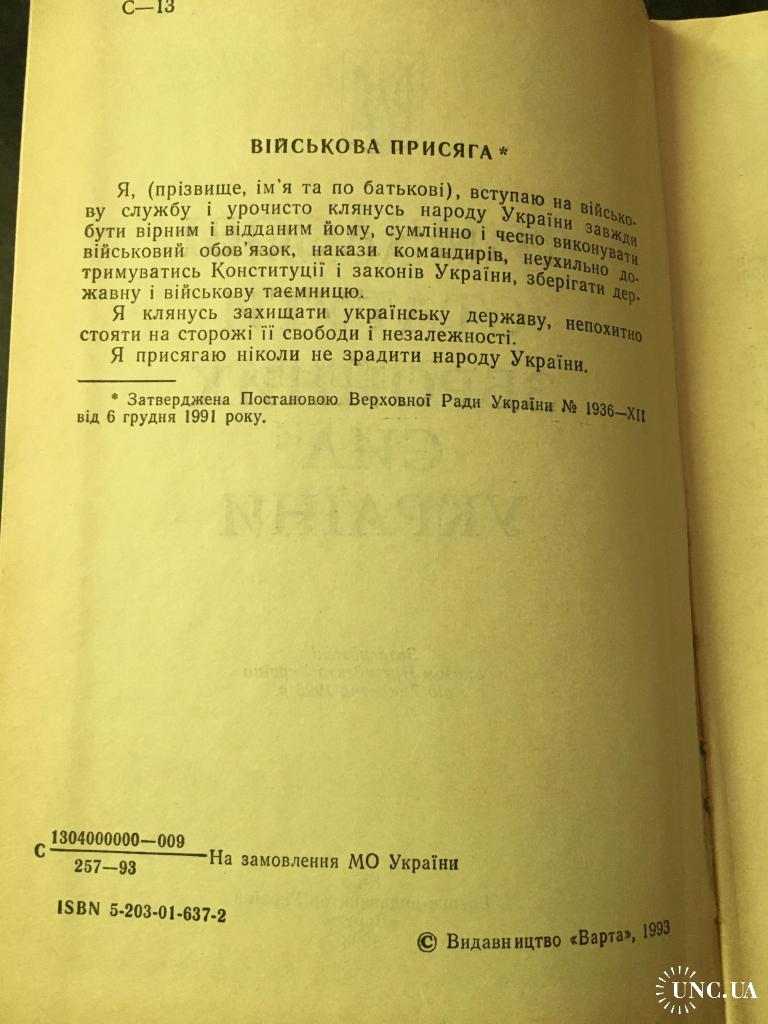 С—13
ВІЙСЬКОВА ПРИСЯГА *
Я, (прізвище, ім'я та по батькові), вступаю на військо-
ву службу і урочисто клянусь народу України завжди
бути вірним і відданим йому, сумлінно і чесно виконувати
військовий обов'язок, накази командирів, неухильно до-
тримуватись Конституції і законів України, зберігати дер-
жавну і військову таємницю.
Я клянусь захищати українську державу, непохитно
стояти на сторожі її свободи і незалежності.
Я присягаю ніколи не зрадити народу України.
* Затверджена Постановою Верховної Ради України № 1936—XII
від 6 грудня 1991 року.
СИЛ
УКРАЇНИ
С 1304000000—009
257—93
На замовлення МО України
ISBN 5-203-01-637-2
© Видавництво «Варта», 1993
UNC.UA